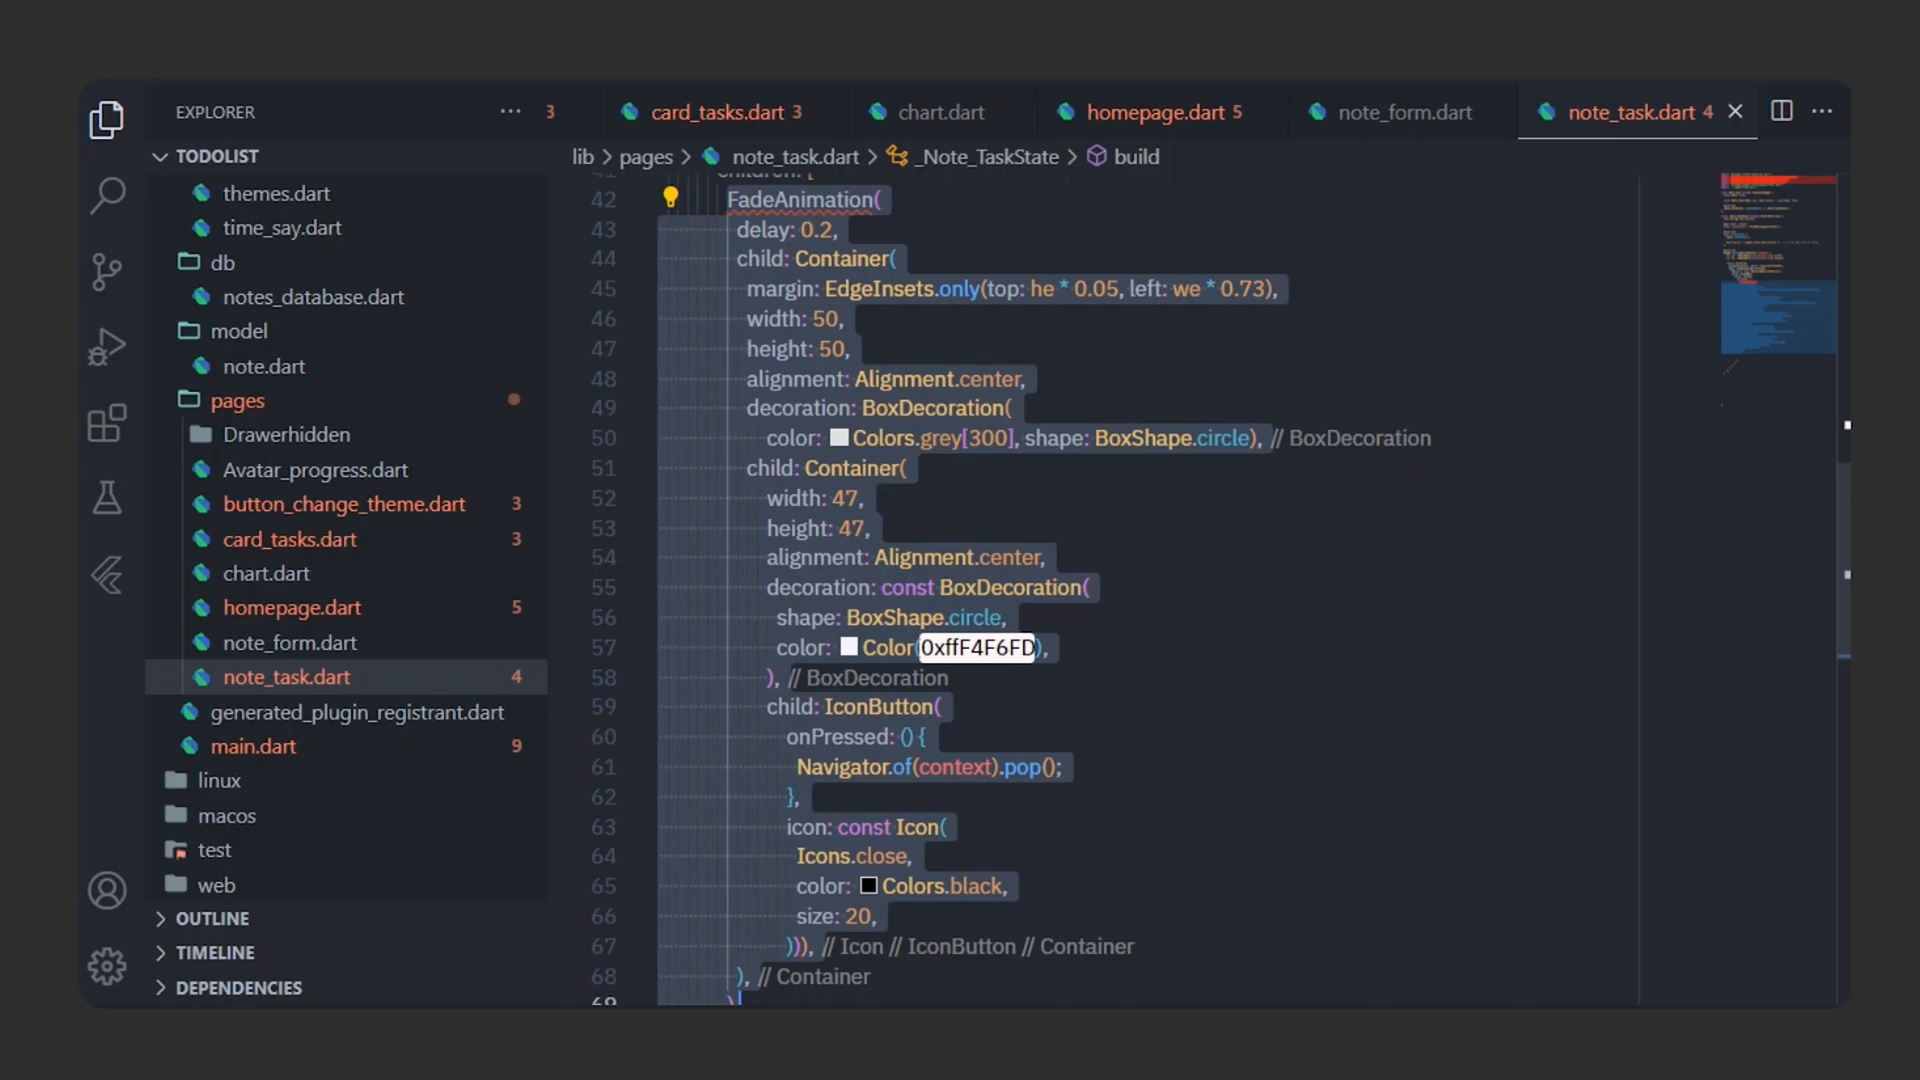 EXPLORER
··· 3
card_tasks.dart 3
chart.dart
homepage.dart 5
note_form.dart
note_task.dart 4
TODOLIST
lib > pages > note_task.dart > _Note_TaskState > build
themes.dart
time_say.dart
db
notes_database.dart
model
note.dart
pages
Drawerhidden
Avatar_progress.dart
button_change_theme.dart 3
card_tasks.dart 3
chart.dart
homepage.dart 5
note_form.dart
note_task.dart 4
generated_plugin_registrant.dart
main.dart 9
linux
macos
test
web
OUTLINE
TIMELINE
DEPENDENCIES
41 children: [
42 FadeAnimation(
43 delay: 0.2,
44 child: Container(
45 margin: EdgeInsets.only(top: he * 0.05, left: we * 0.73),
46 width: 50,
47 height: 50,
48 alignment: Alignment.center,
49 decoration: BoxDecoration(
50 color: Colors.grey[300], shape: BoxShape.circle), // BoxDecoration
51 child: Container(
52 width: 47,
53 height: 47,
54 alignment: Alignment.center,
55 decoration: const BoxDecoration(
56 shape: BoxShape.circle,
57 color: Color(0xffF4F6FD),
58 ), // BoxDecoration
59 child: IconButton(
60 onPressed: () {
61 Navigator.of(context).pop();
62 },
63 icon: const Icon(
64 Icons.close,
65 color: Colors.black,
66 size: 20,
67 ))), // Icon // IconButton // Container
68 ), // Container
69 )